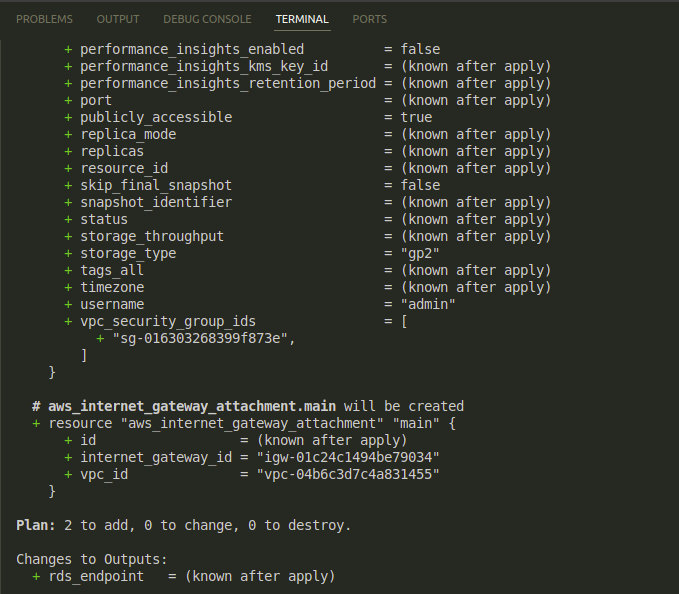 PROBLEMS OUTPUT DEBUG CONSOLE TERMINAL PORTS
+ performance_insights_enabled = false
+ performance_insights_kms_key_id = (known after apply)
+ performance_insights_retention_period = (known after apply)
+ port = (known after apply)
+ publicly_accessible = true
+ replica_mode = (known after apply)
+ replicas = (known after apply)
+ resource_id = (known after apply)
+ skip_final_snapshot = false
+ snapshot_identifier = (known after apply)
+ status = (known after apply)
+ storage_throughput = (known after apply)
+ storage_type = "gp2"
+ tags_all = (known after apply)
+ timezone = (known after apply)
+ username = "admin"
+ vpc_security_group_ids = [
+ "sg-016303268399f873e",
]
}
# aws_internet_gateway_attachment.main will be created
+ resource "aws_internet_gateway_attachment" "main" {
+ id = (known after apply)
+ internet_gateway_id = "igw-01c24c1494be79034"
+ vpc_id = "vpc-04b6c3d7c4a831455"
}
Plan: 2 to add, 0 to change, 0 to destroy.
Changes to Outputs:
+ rds_endpoint = (known after apply)